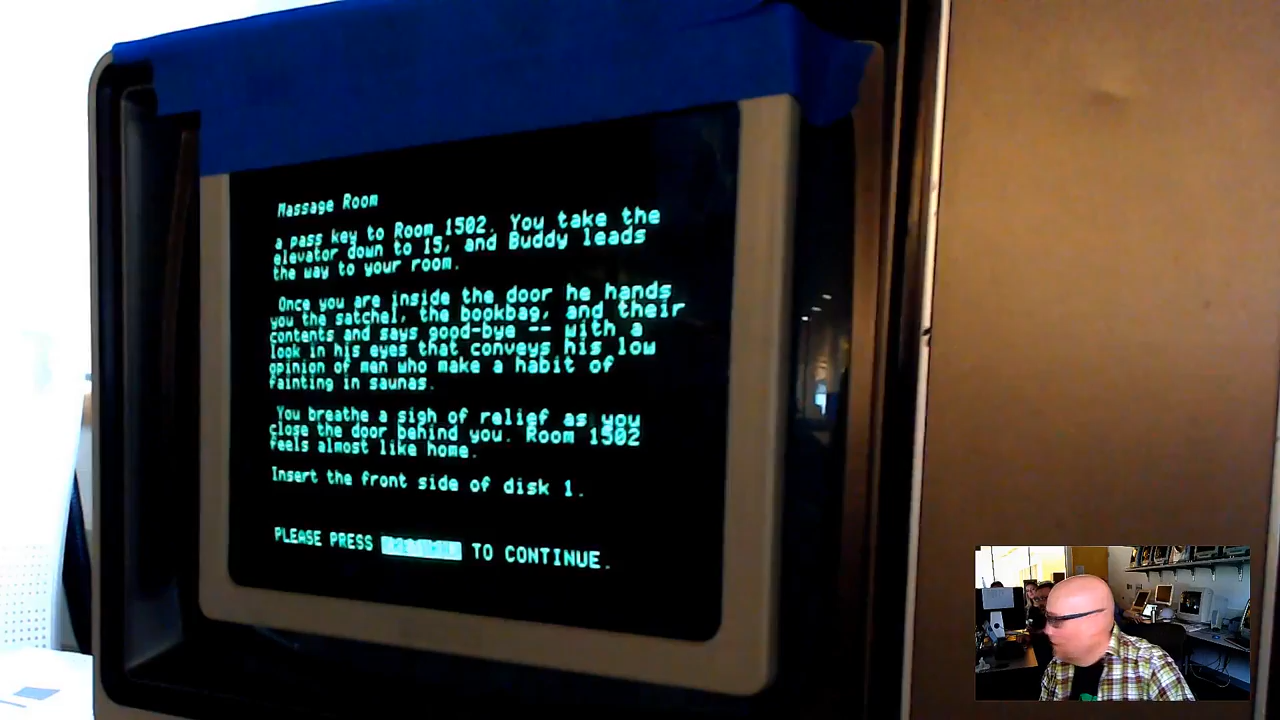 Massage Room
a pass key to Room 1502. You take the
elevator down to 15, and Buddy leads
the way to your room.
Once you are inside the door he hands
you the satchel, the bookbag, and their
contents and says good-bye -- with a
look in his eyes that conveys his low
opinion of men who make a habit of
fainting in saunas.
You breathe a sigh of relief as you
close the door behind you. Room 1502
feels almost like home.
Insert the front side of disk 1.
PLEASE PRESS TO CONTINUE.